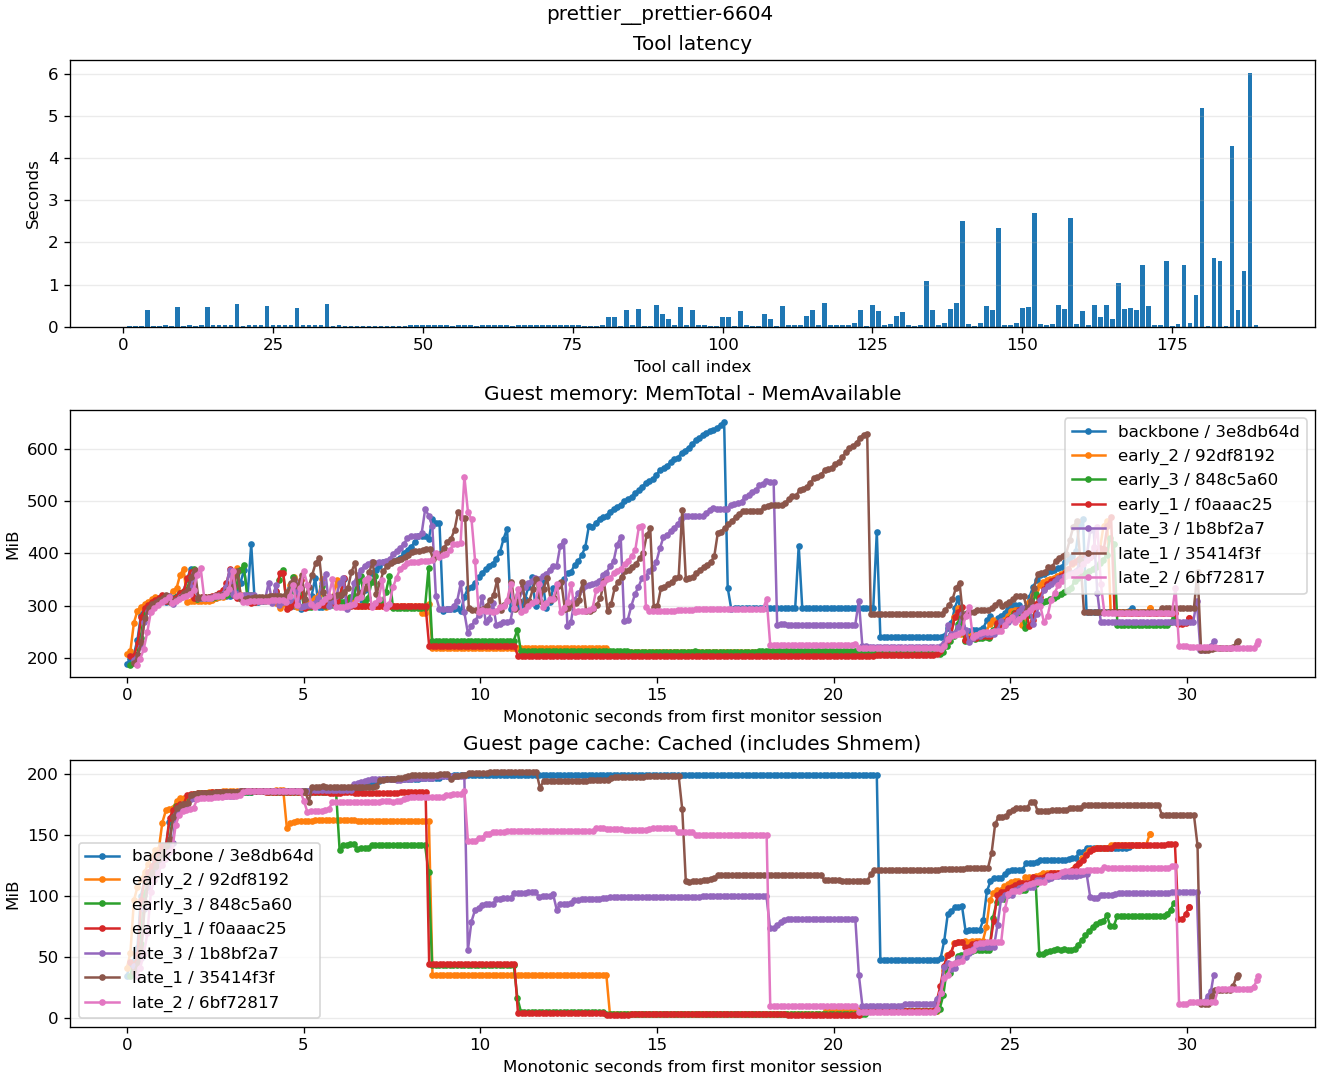 prettier__prettier-6604
Tool latency
Seconds
6
5
4
3
2
1
0
0 25 50 75 100 125 150 175
Tool call index
Guest memory: MemTotal - MemAvailable
MiB
600
500
400
300
200
backbone / 3e8db64d
early_2 / 92df8192
early_3 / 848c5a60
early_1 / f0aaac25
late_3 / 1b8bf2a7
late_1 / 35414f3f
late_2 / 6bf72817
0 5 10 15 20 25 30
Monotonic seconds from first monitor session
Guest page cache: Cached (includes Shmem)
MiB
200
150
100
50
0
backbone / 3e8db64d
early_2 / 92df8192
early_3 / 848c5a60
early_1 / f0aaac25
late_3 / 1b8bf2a7
late_1 / 35414f3f
late_2 / 6bf72817
0 5 10 15 20 25 30
Monotonic seconds from first monitor session